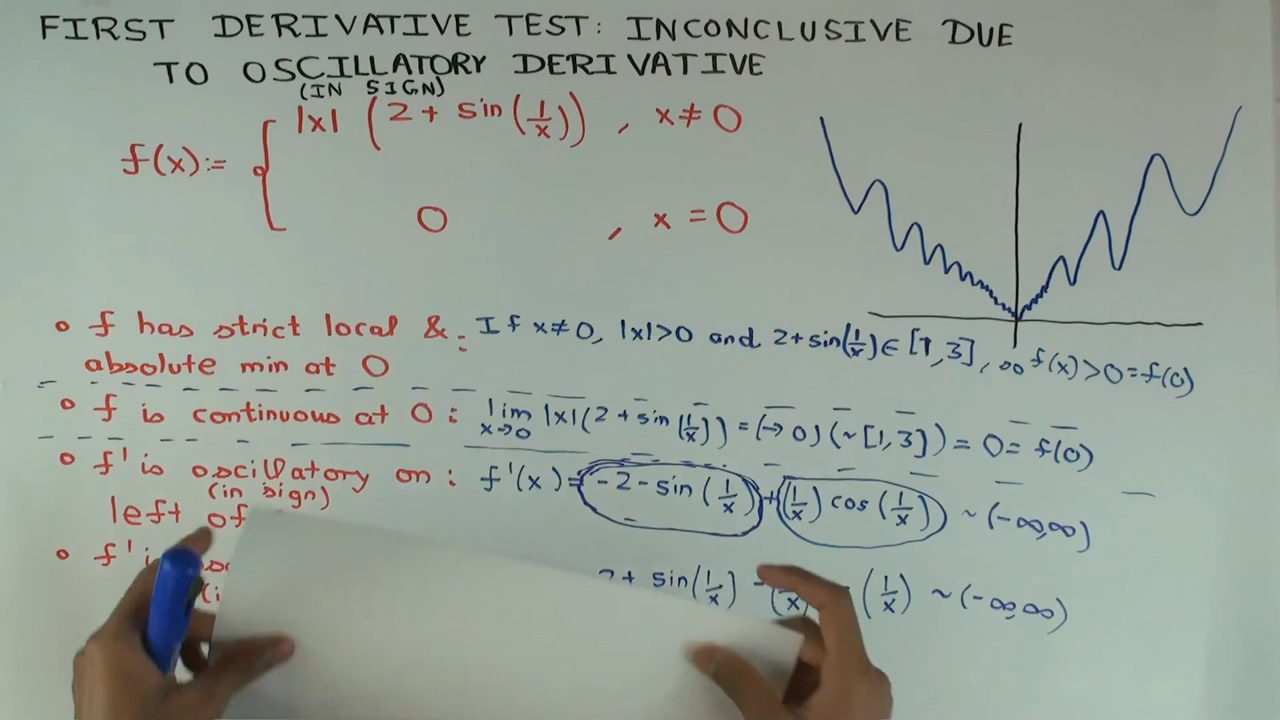 FIRST DERIVATIVE TEST: INCONCLUSIVE DUE
TO OSCILLATORY DERIVATIVE
(IN SIGN)
|x| (2 + sin(1/x)) , x≠0
f(x):= {
0 , x = 0
• f has strict local & : If x≠0, |x|>0 and 2+sin(1/x)∈[1,3], ∞ f(x)>0=f(0)
absolute min at 0
• f is continuous at 0 : lim x→0 |x|(2+sin(1/x)) = (→0)(~[1,3]) = 0 = f(0)
• f' is oscillatory on : f'(x) = -2-sin(1/x) + (1/x) cos(1/x) ~(-∞,∞)
(in sign)
left of
• f' i
2+ sin(1/x) - (1/x) (1/x) ~(-∞,∞)
(i